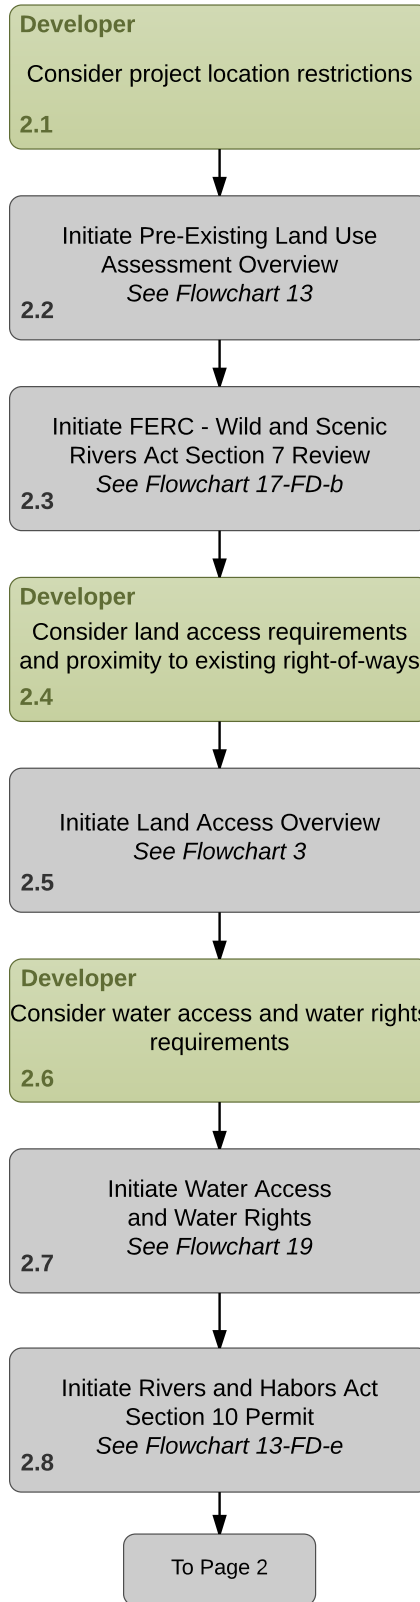 Developer
Consider project location restrictions
2.1
Initiate Pre-Existing Land Use
Assessment Overview
See Flowchart 13
2.2
Initiate FERC - Wild and Scenic
Rivers Act Section 7 Review
See Flowchart 17-FD-b
2.3
Developer
Consider land access requirements
and proximity to existing right-of-ways
2.4
Initiate Land Access Overview
See Flowchart 3
2.5
Developer
Consider water access and water rights
requirements
2.6
Initiate Water Access
and Water Rights
See Flowchart 19
2.7
Initiate Rivers and Habors Act
Section 10 Permit
See Flowchart 13-FD-e
2.8
To Page 2